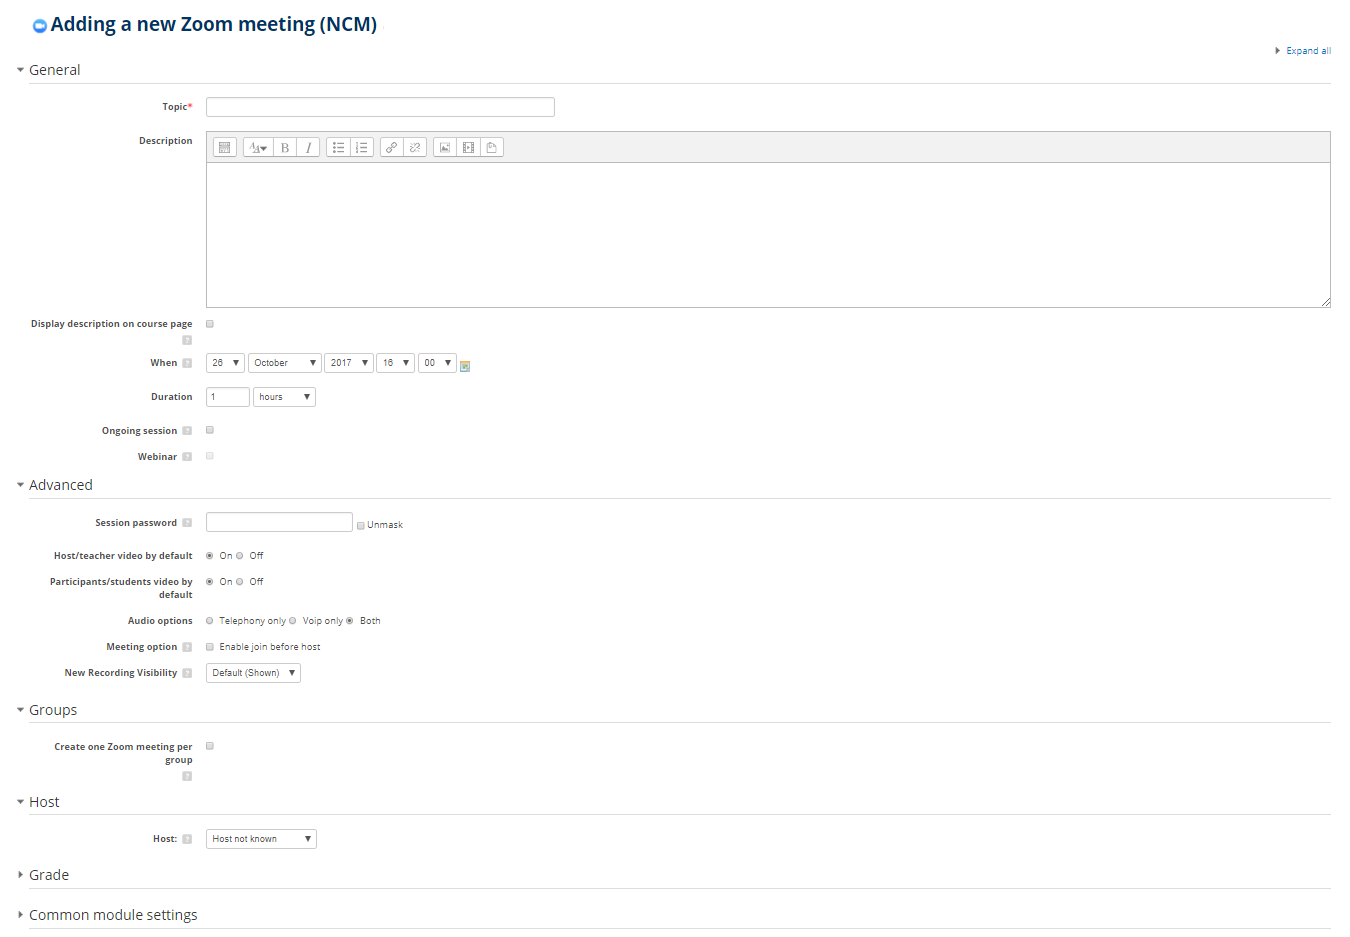 Adding a new Zoom meeting (NCM)
Expand all
General
Topic*
Description
B I
Display description on course page
?
When ? 26 October 2017 16 00
Duration 1 hours
Ongoing session ?
Webinar ?
Advanced
Session password ? Unmask
Host/teacher video by default On Off
Participants/students video by
default
On Off
Audio options Telephony only Voip only Both
Meeting option ? Enable join before host
New Recording Visibility ? Default (Shown)
Groups
Create one Zoom meeting per
group
?
Host
Host: ? Host not known
Grade
Common module settings